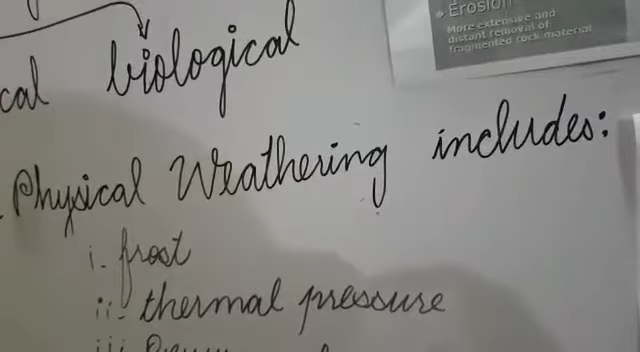 Erosion
More extensive and
distant removal of
fragmented rock material
cal biological
Physical Weathering includes:
i. frost
ii. thermal pressure
iii